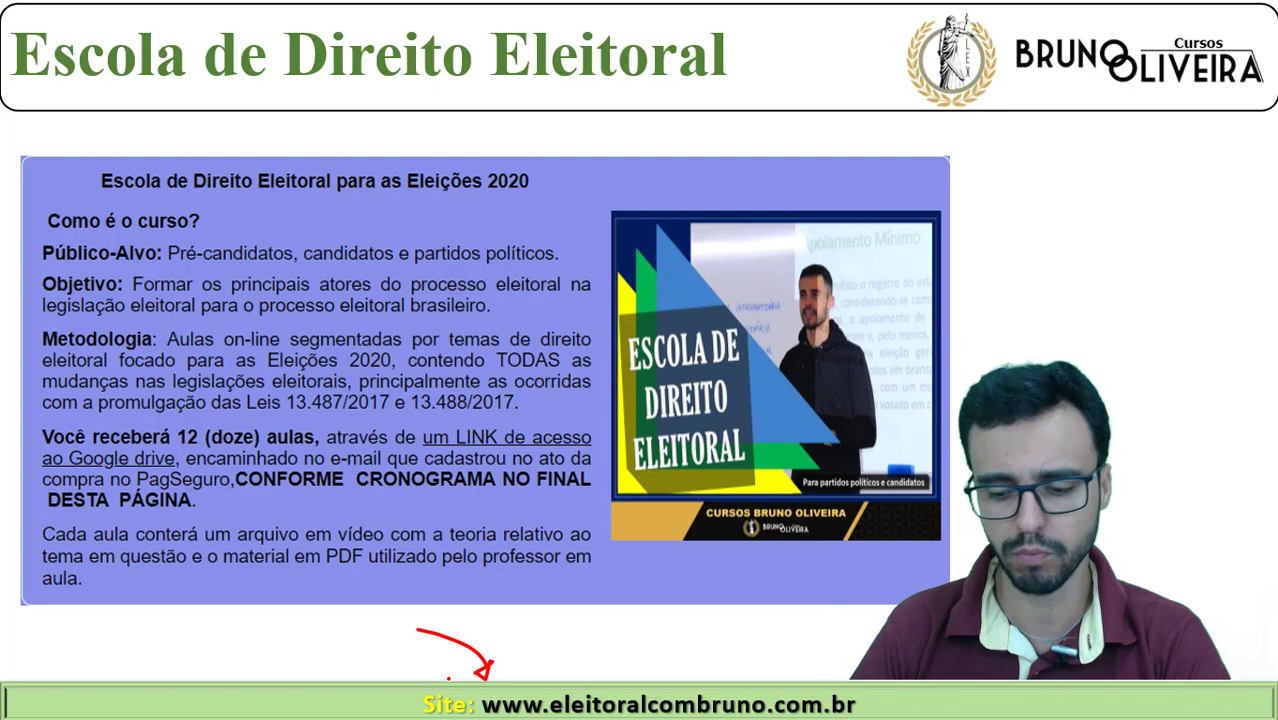 Escola de Direito Eleitoral
LEX
Cursos
BRUNO
OLIVEIRA
Escola de Direito Eleitoral para as Eleições 2020
Como é o curso?
Público-Alvo: Pré-candidatos, candidatos e partidos políticos.
Objetivo: Formar os principais atores do processo eleitoral na
legislação eleitoral para o processo eleitoral brasileiro.
Metodologia: Aulas on-line segmentadas por temas de direito
eleitoral focado para as Eleições 2020, contendo TODAS as
mudanças nas legislações eleitorais, principalmente as ocorridas
com a promulgação das Leis 13.487/2017 e 13.488/2017.
Você receberá 12 (doze) aulas, através de um LINK de acesso
ao Google drive, encaminhado no e-mail que cadastrou no ato da
compra no PagSeguro,CONFORME CRONOGRAMA NO FINAL
DESTA PÁGINA.
Cada aula conterá um arquivo em vídeo com a teoria relativo ao
tema em questão e o material em PDF utilizado pelo professor em
aula.
poiamento Mínimo
ESCOLA DE
DIREITO
ELEITORAL
Para partidos políticos e candidatos
CURSOS BRUNO OLIVEIRA
BRUNO
OLIVEIRA
Site: www.eleitoralcombruno.com.br